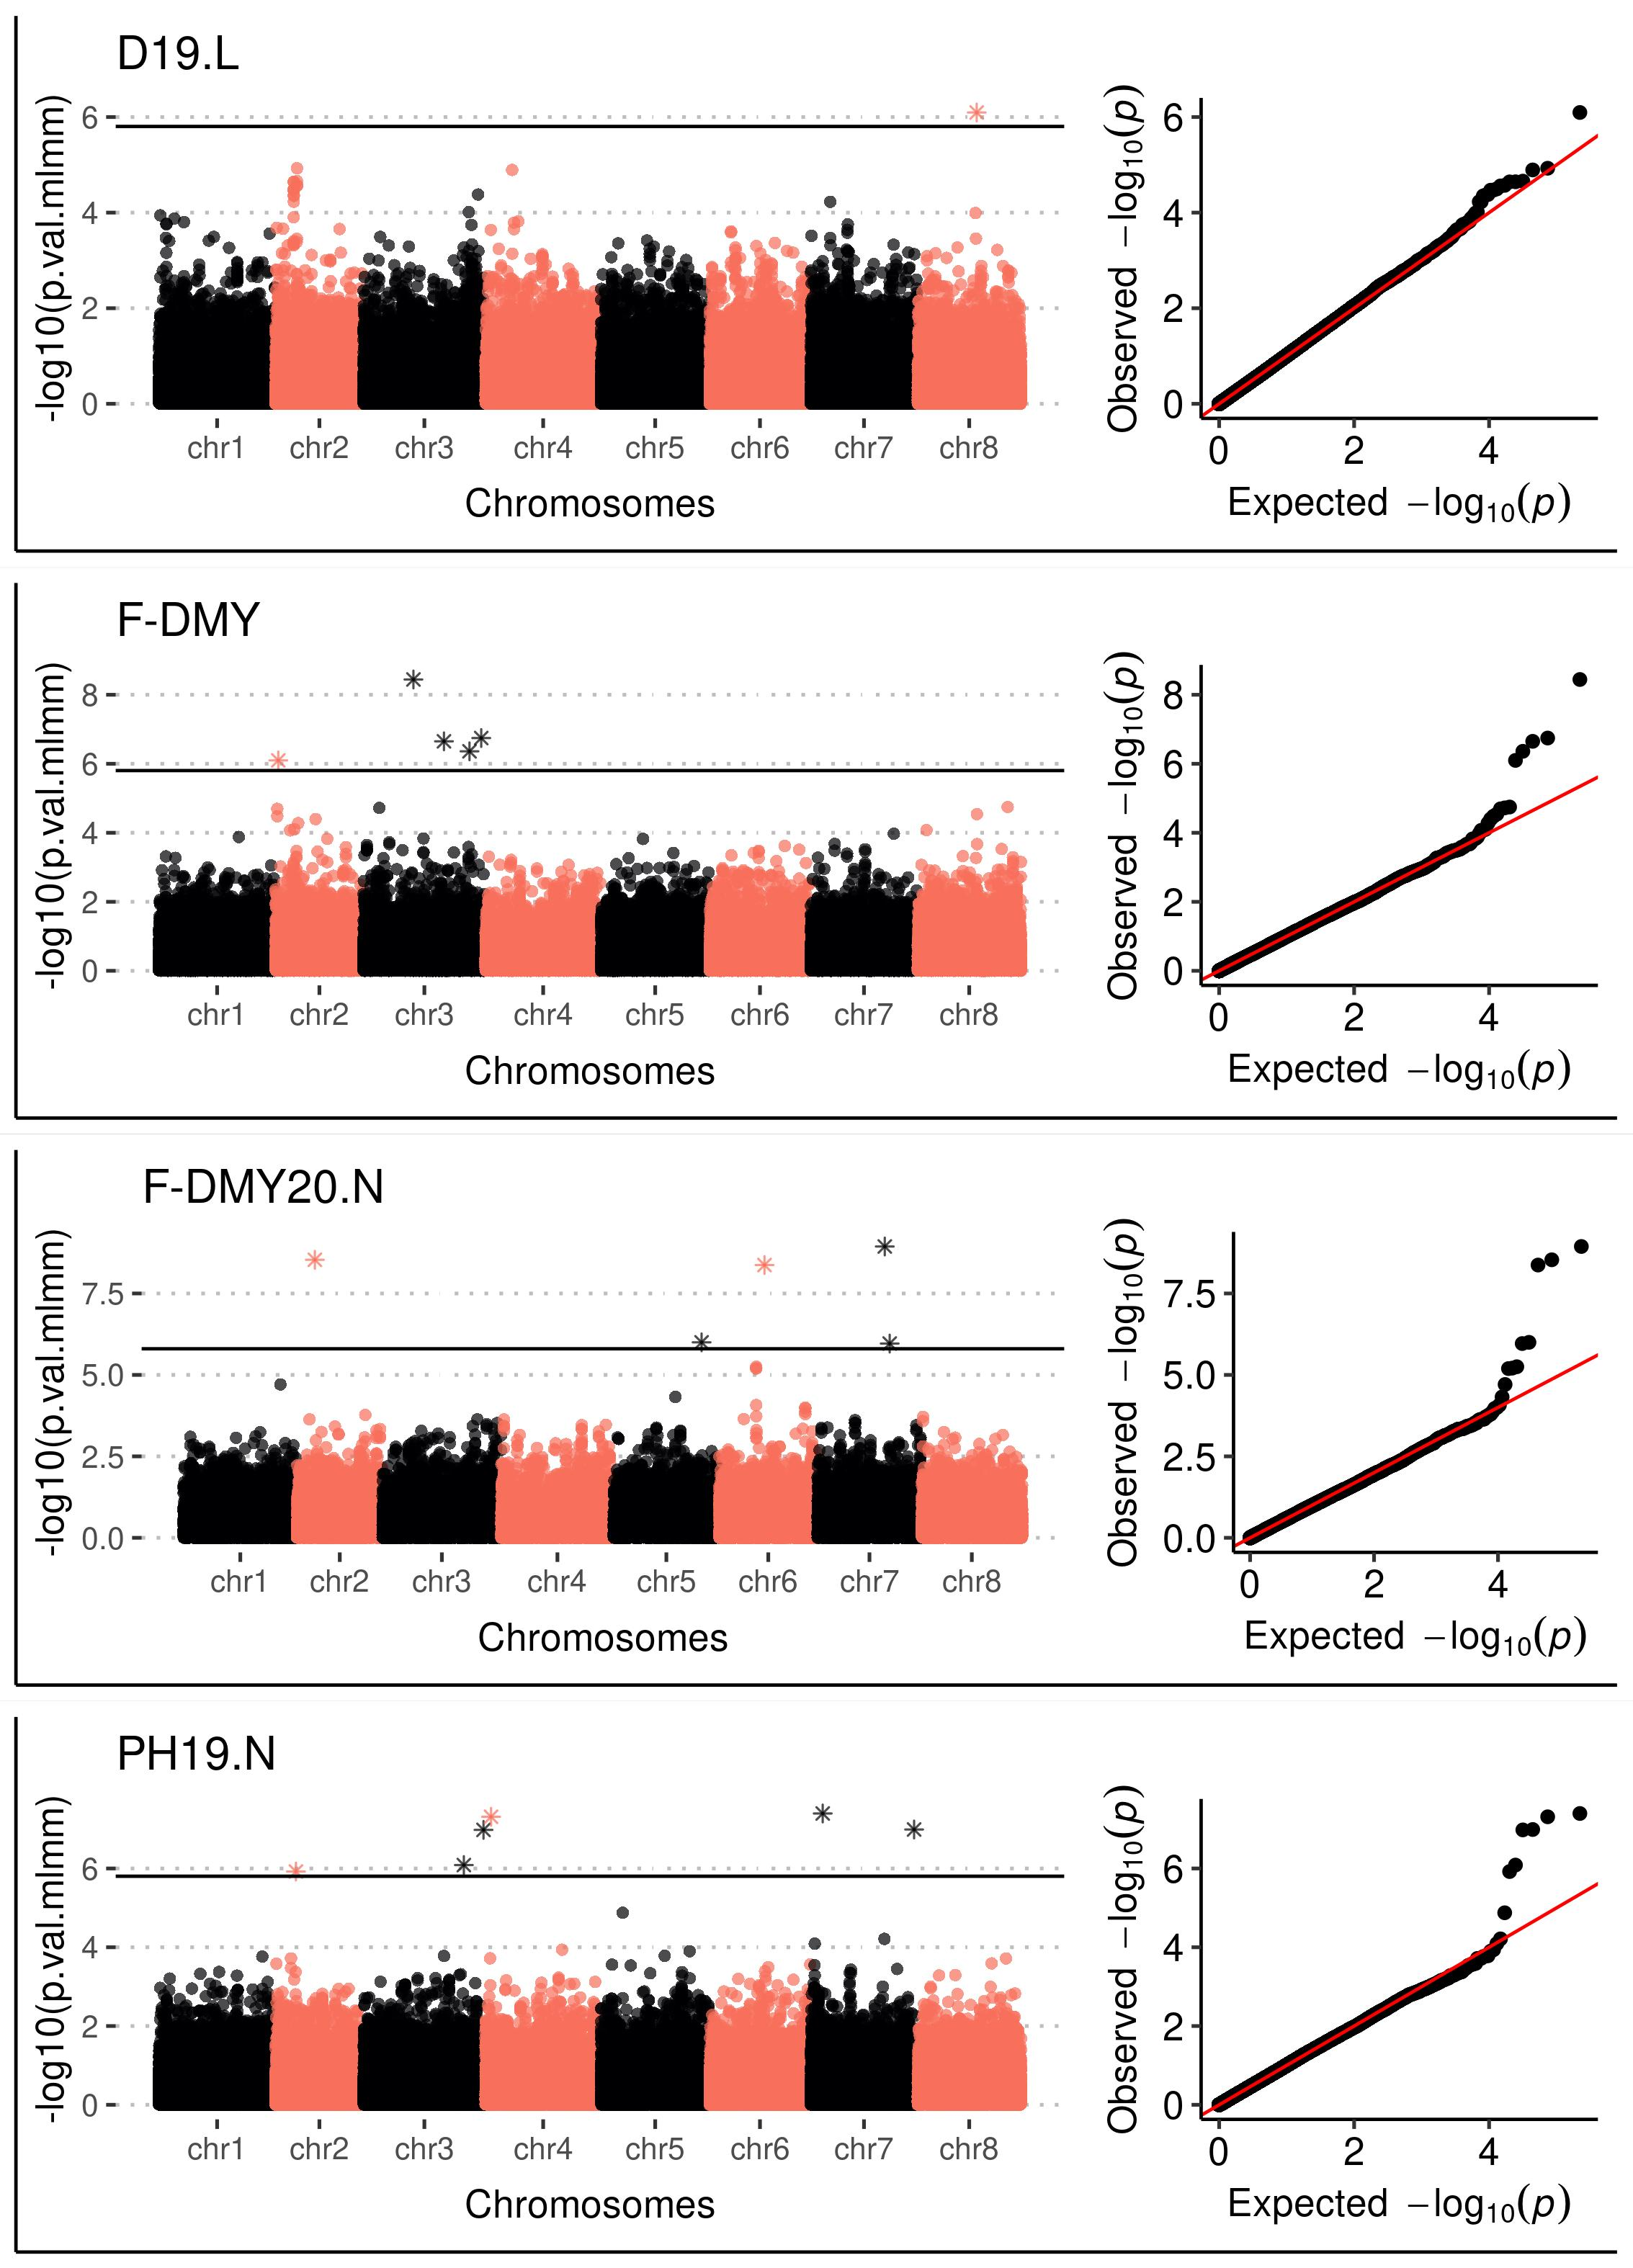 D19.L
-log10(p.val.mlmm)
6
4
2
0
chr1 chr2 chr3 chr4 chr5 chr6 chr7 chr8
Chromosomes
Observed −log10(p)
6
4
2
0
0 2 4
Expected −log10(p)
F-DMY
-log10(p.val.mlmm)
8
6
4
2
0
chr1 chr2 chr3 chr4 chr5 chr6 chr7 chr8
Chromosomes
Observed −log10(p)
8
6
4
2
0
0 2 4
Expected −log10(p)
F-DMY20.N
-log10(p.val.mlmm)
7.5
5.0
2.5
0.0
chr1 chr2 chr3 chr4 chr5 chr6 chr7 chr8
Chromosomes
Observed −log10(p)
7.5
5.0
2.5
0.0
0 2 4
Expected −log10(p)
PH19.N
-log10(p.val.mlmm)
6
4
2
0
chr1 chr2 chr3 chr4 chr5 chr6 chr7 chr8
Chromosomes
Observed −log10(p)
6
4
2
0
0 2 4
Expected −log10(p)